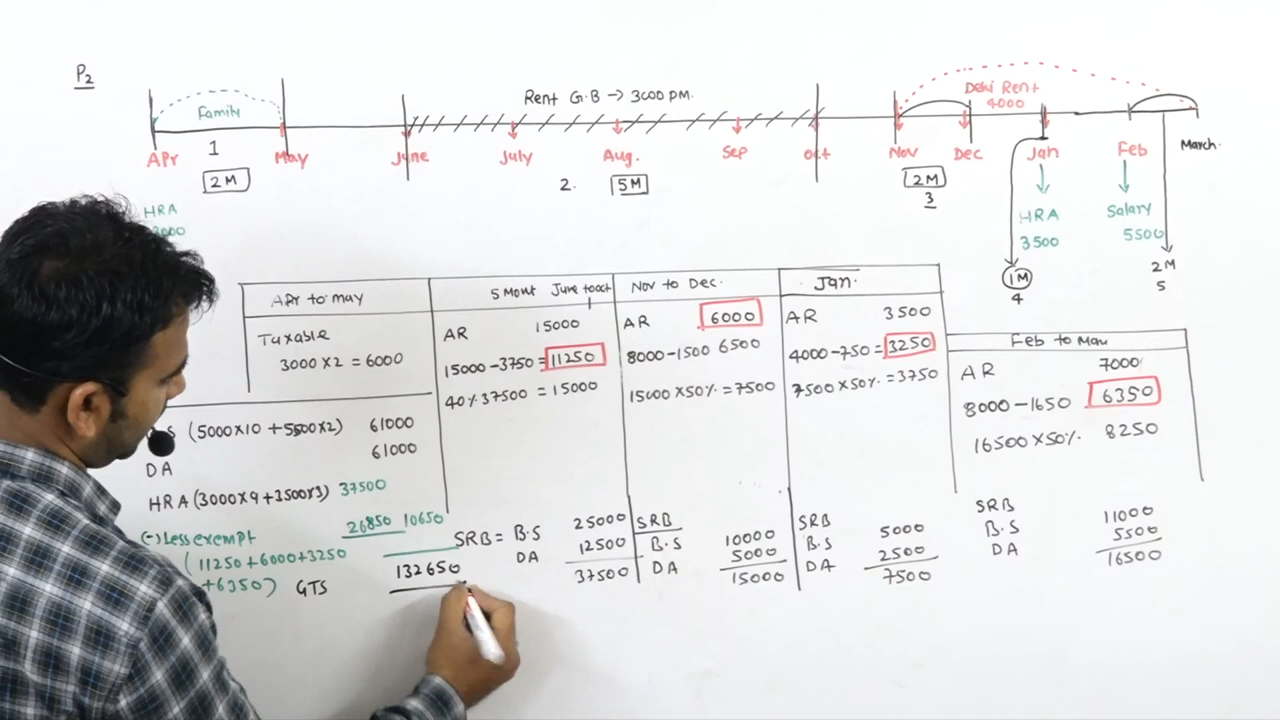 P2
Family
Rent G.B → 3000 pm.
Delhi Rent
4000
Apr
May
June
July
Aug.
Sep
Oct
Nov
Dec
Jan
Feb
March.
1
2M
2.
5M
2M
3
HRA
3000
HRA
3500
Salary
5500
1M
4
2M
5
Apr to may
Taxable
3000 x 2 = 6000
5 Mont June to oct
AR 15000
15000 - 3750 = 11250
40% 37500 = 15000
Nov to Dec.
AR 6000
8000 - 1500 6500
15000 x 50% = 7500
Jan.
AR 3500
4000 - 750 = 3250
7500 x 50% = 3750
Feb to Mar
AR 7000
8000 - 1650 6350
16500 x 50% 8250
S (5000 x 10 + 5500 x 2) 61000
DA 61000
HRA (3000 x 9 + 3500 x 3) 37500
(-) Less exempt 26850 10650
(11250 + 6000 + 3250
+ 6350)
GTS 132650
SRB = B.S 25000
DA 12500
37500
SRB
B.S 10000
DA 5000
15000
SRB
B.S 5000
DA 2500
7500
SRB
B.S 11000
DA 5500
16500